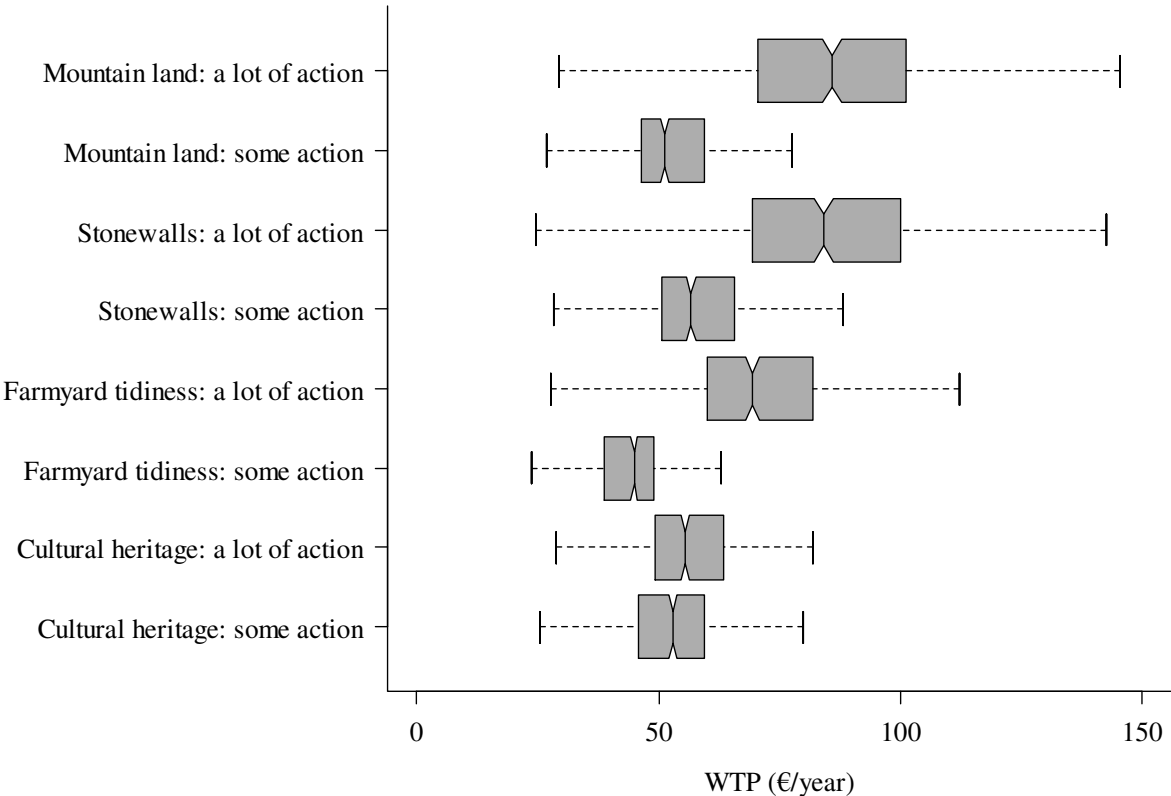 Mountain land: a lot of action
Mountain land: some action
Stonewalls: a lot of action
Stonewalls: some action
Farmyard tidiness: a lot of action
Farmyard tidiness: some action
Cultural heritage: a lot of action
Cultural heritage: some action
0 50 100 150
WTP (€/year)